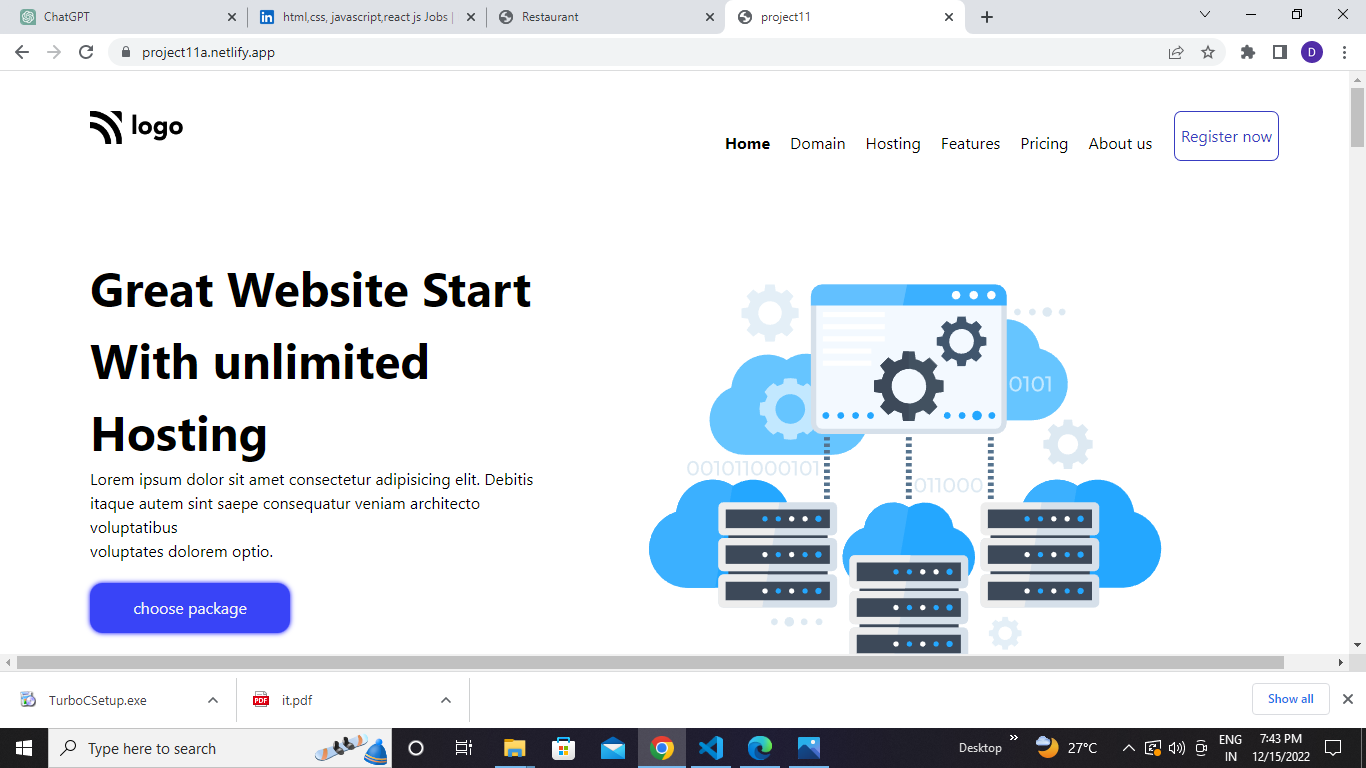 ChatGPT
html,css, javascript,react js Jobs |
Restaurant
project11
project11a.netlify.app
D
logo
Home Domain Hosting Features Pricing About us Register now
Great Website Start
With unlimited
Hosting
Lorem ipsum dolor sit amet consectetur adipisicing elit. Debitis
itaque autem sint saepe consequatur veniam architecto
voluptatibus
voluptates dolorem optio.
choose package
0101
001011000101
011000
TurboCSetup.exe
PDF
it.pdf
Show all
Type here to search
Desktop
27°C
ENG
IN
7:43 PM
12/15/2022